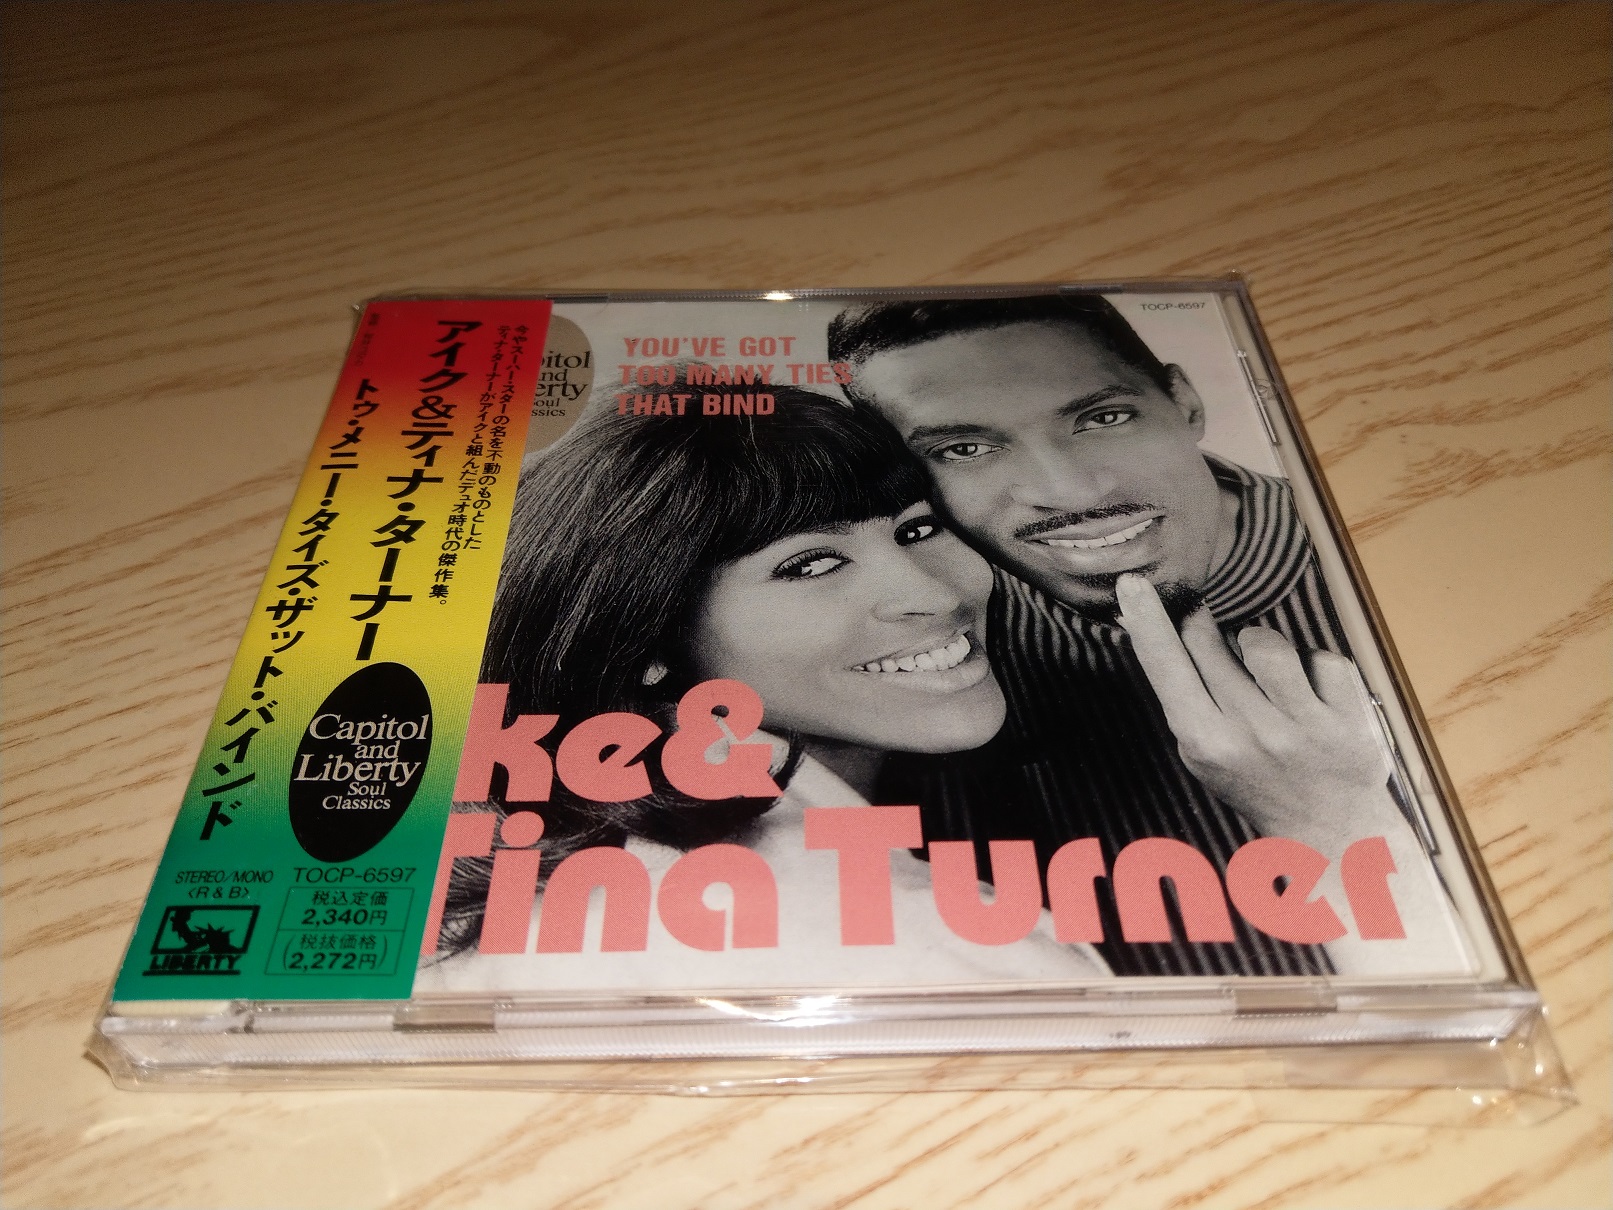 今やスーパー・スターの名を不動のものとした
ティナ・ターナーがアイクと組んだデュオ時代の傑作集。
アイク&ティナ・ターナー
トゥ・メニー・タイズ・ザット・バインド
Capitol
and
Liberty
Soul
Classics
STEREO/MONO
<R & B>
TOCP-6597
税込定価
2,340円
(税抜価格
2,272円)
LIBERTY
pitol
and
erty
oul
ssics
YOU'VE GOT
TOO MANY TIES
THAT BIND
TOCP-6597
ke&
Tina Turner